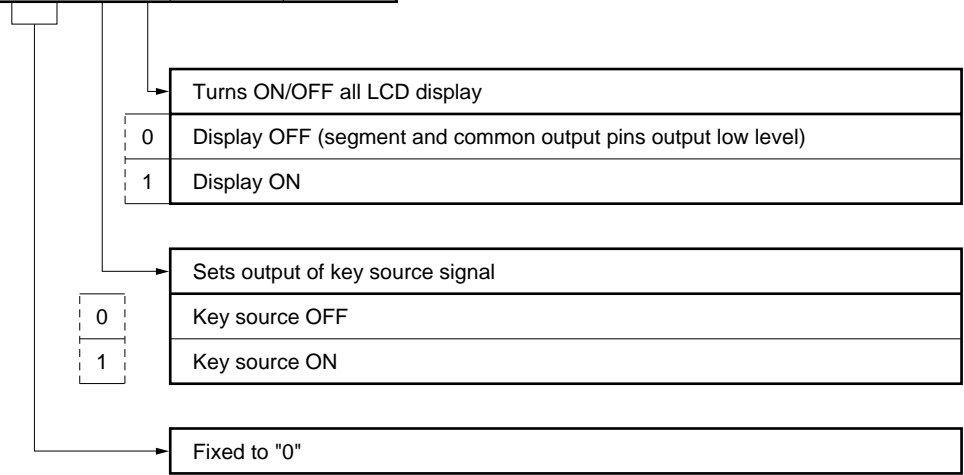 Turns ON/OFF all LCD display
0 Display OFF (segment and common output pins output low level)
1 Display ON
Sets output of key source signal
0 Key source OFF
1 Key source ON
Fixed to "0"